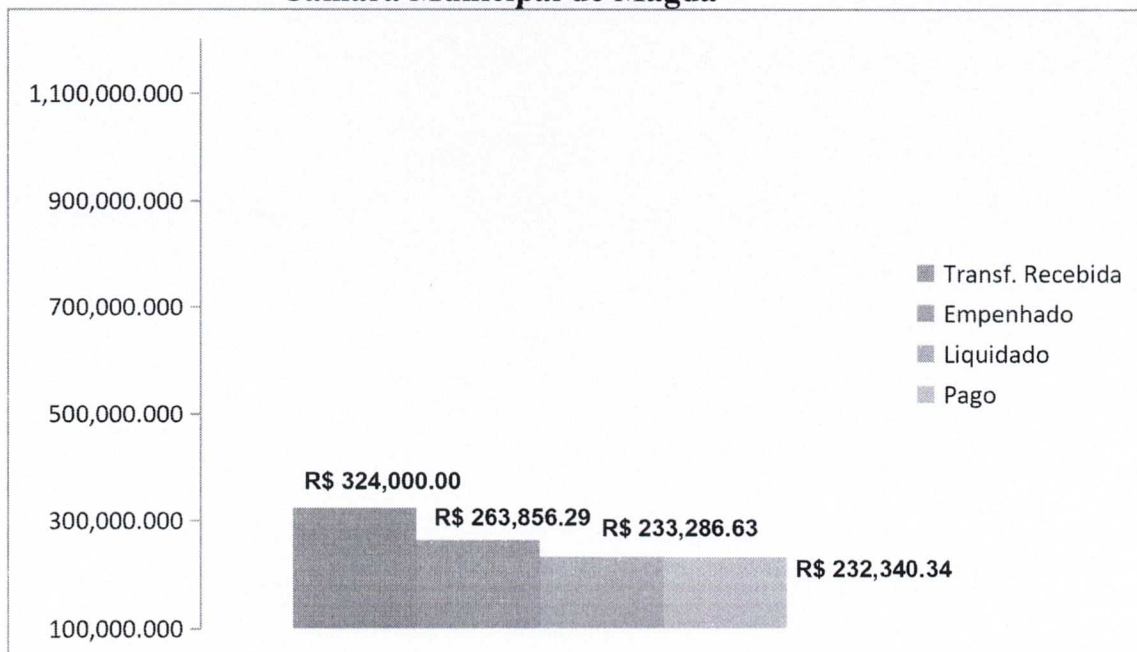 1,100,000.000
900,000.000
700,000.000
500,000.000
300,000.000
100,000.000
R$ 324,000.00
R$ 263,856.29
R$ 233,286.63
R$ 232,340.34
Transf. Recebida
Empenhado
Liquidado
Pago